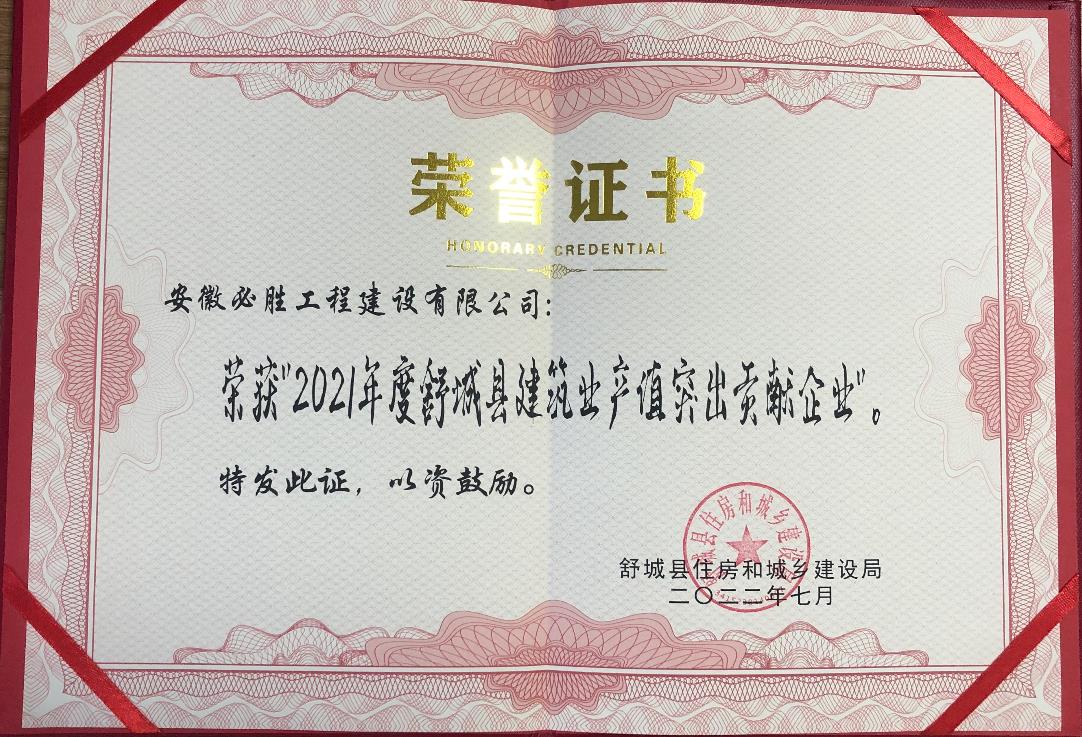 荣誉证书
HONORARY CREDENTIAL
安徽必胜工程建设有限公司：
荣获"2021年度舒城县建筑业产值突出贡献企业"。
特发此证，以资鼓励。
舒城县住房和城乡建设局
二〇二二年七月